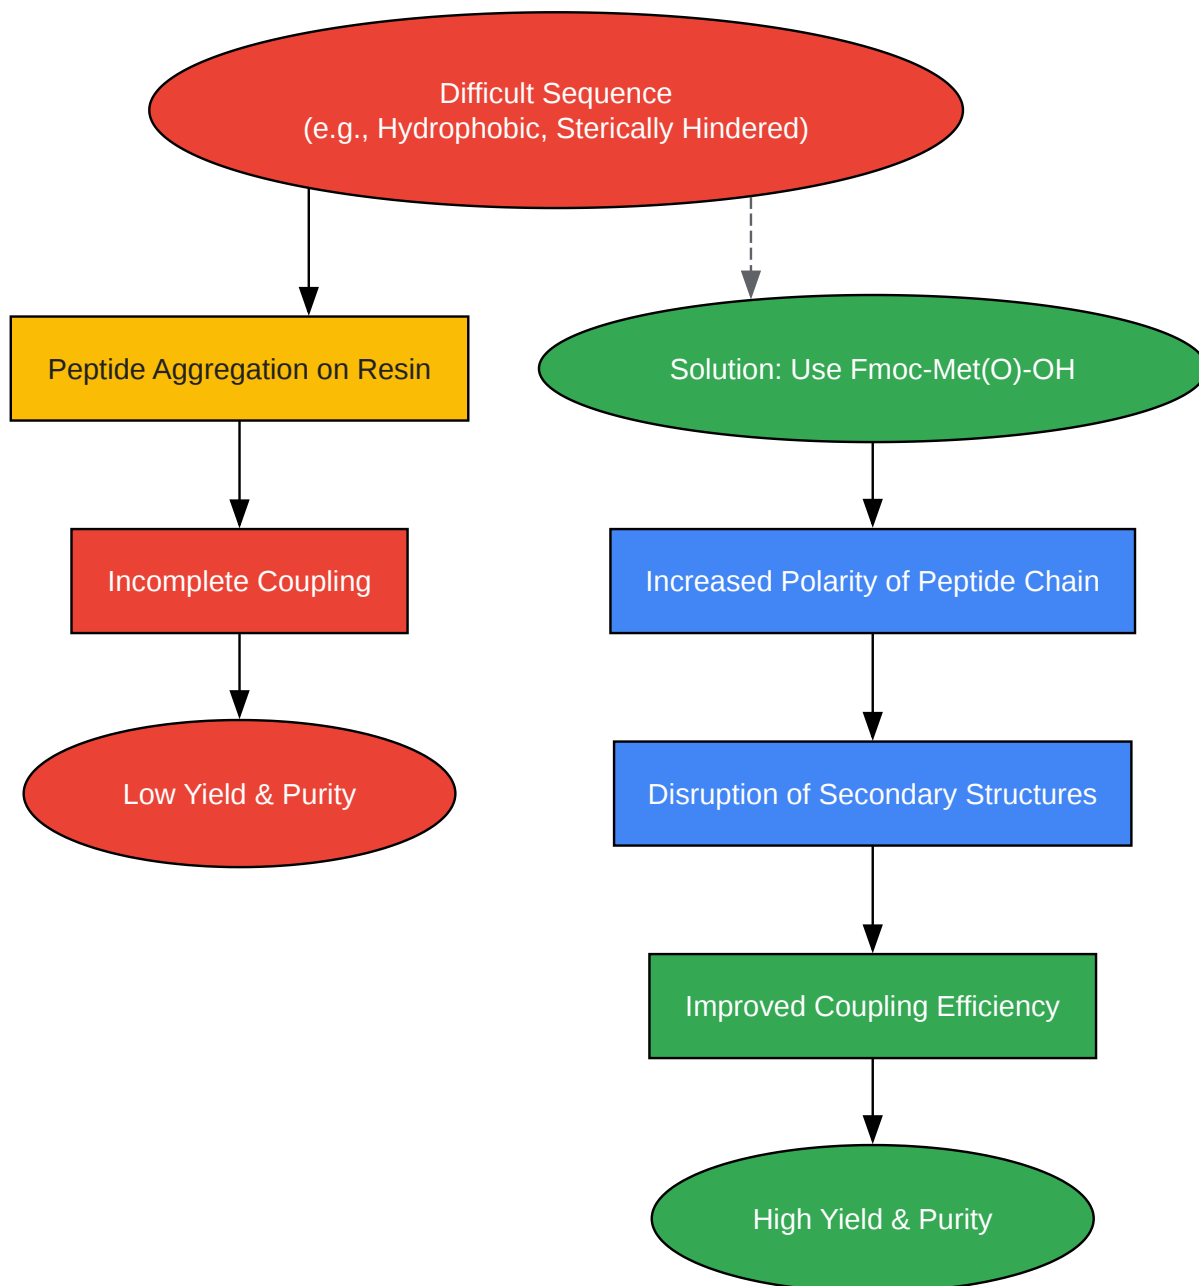 Difficult Sequence
(e.g., Hydrophobic, Sterically Hindered)
Peptide Aggregation on Resin
Solution: Use Fmoc-Met(O)-OH
Incomplete Coupling
Increased Polarity of Peptide Chain
Low Yield & Purity
Disruption of Secondary Structures
Improved Coupling Efficiency
High Yield & Purity